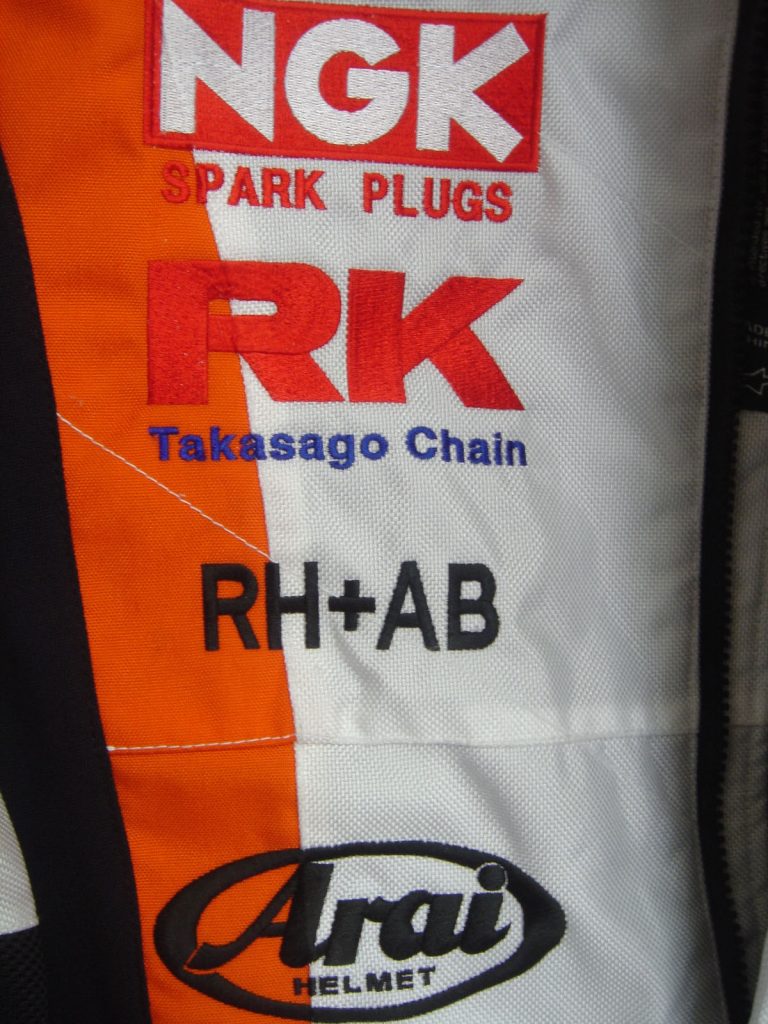 NGK
SPARK PLUGS
RK
Takasago Chain
RH+AB
Arai
HELMET